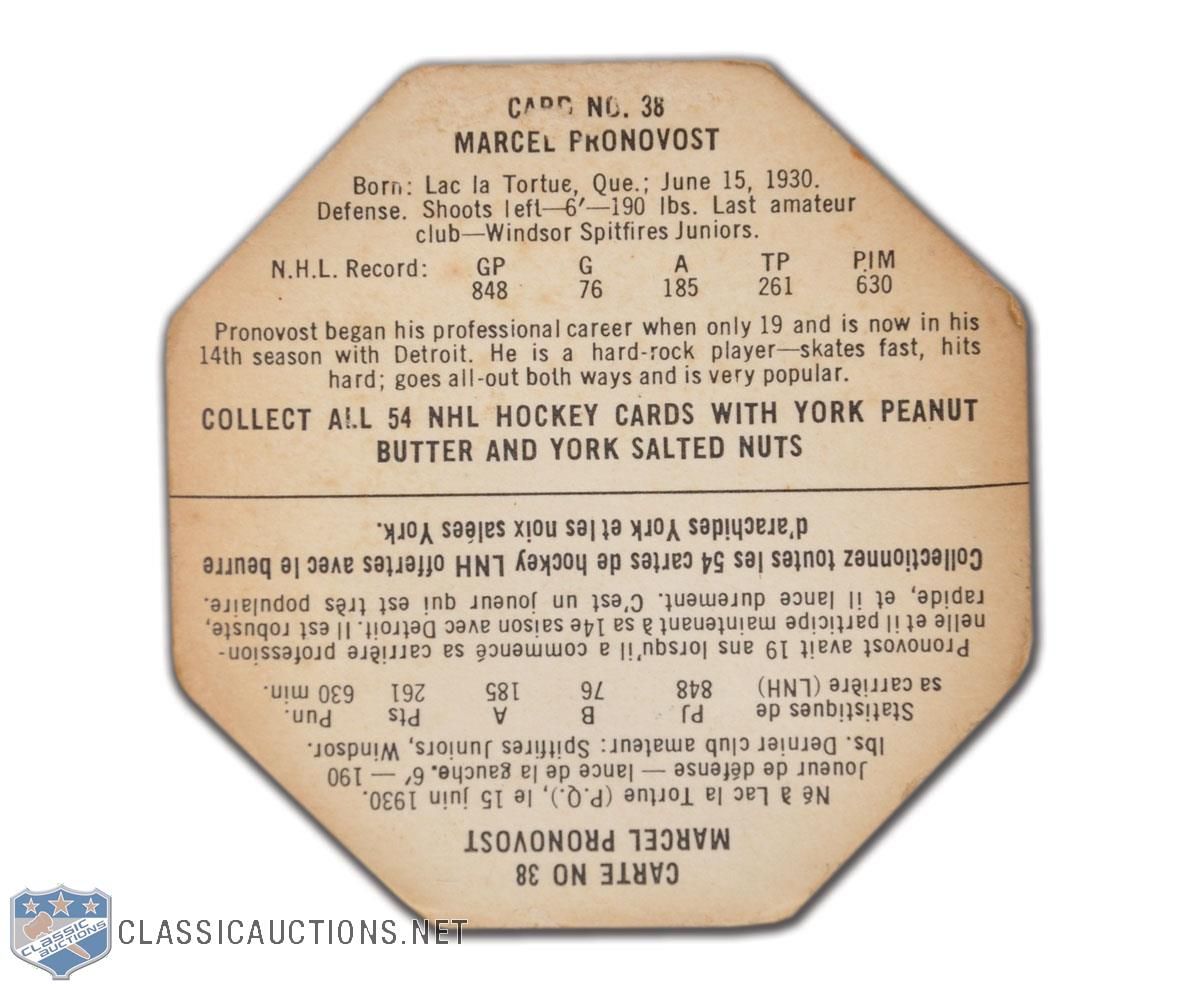 CARD NO. 38
MARCEL PRONOVOST
Born: Lac la Tortue, Que.; June 15, 1930.
Defense. Shoots left—6′—190 lbs. Last amateur
club—Windsor Spitfires Juniors.
N.H.L. Record: GP G A TP PIM
848 76 185 261 630
Pronovost began his professional career when only 19 and is now in his
14th season with Detroit. He is a hard-rock player—skates fast, hits
hard; goes all-out both ways and is very popular.
COLLECT ALL 54 NHL HOCKEY CARDS WITH YORK PEANUT
BUTTER AND YORK SALTED NUTS
CARTE NO 38
MARCEL PRONOVOST
Né à Lac la Tortue (P.Q.), le 15 juin 1930.
Joueur de défense — lance de la gauche. 6′ — 190
lbs. Dernier club amateur: Spitfires Juniors, Windsor.
Statistiques de PJ B A Pts Pun.
sa carrière (LNH) 848 76 185 261 630 min.
Pronovost avait 19 ans lorsqu'il a commencé sa carrière profession-
nelle et il participe maintenant à sa 14e saison avec Detroit. Il est robuste,
rapide, et il lance durement. C'est un joueur qui est très populaire.
Collectionnez toutes les 54 cartes de hockey LNH offertes avec le beurre
d'arachides York et les noix salées York.
CLASSIC
AUCTIONS
CLASSICAUCTIONS.NET